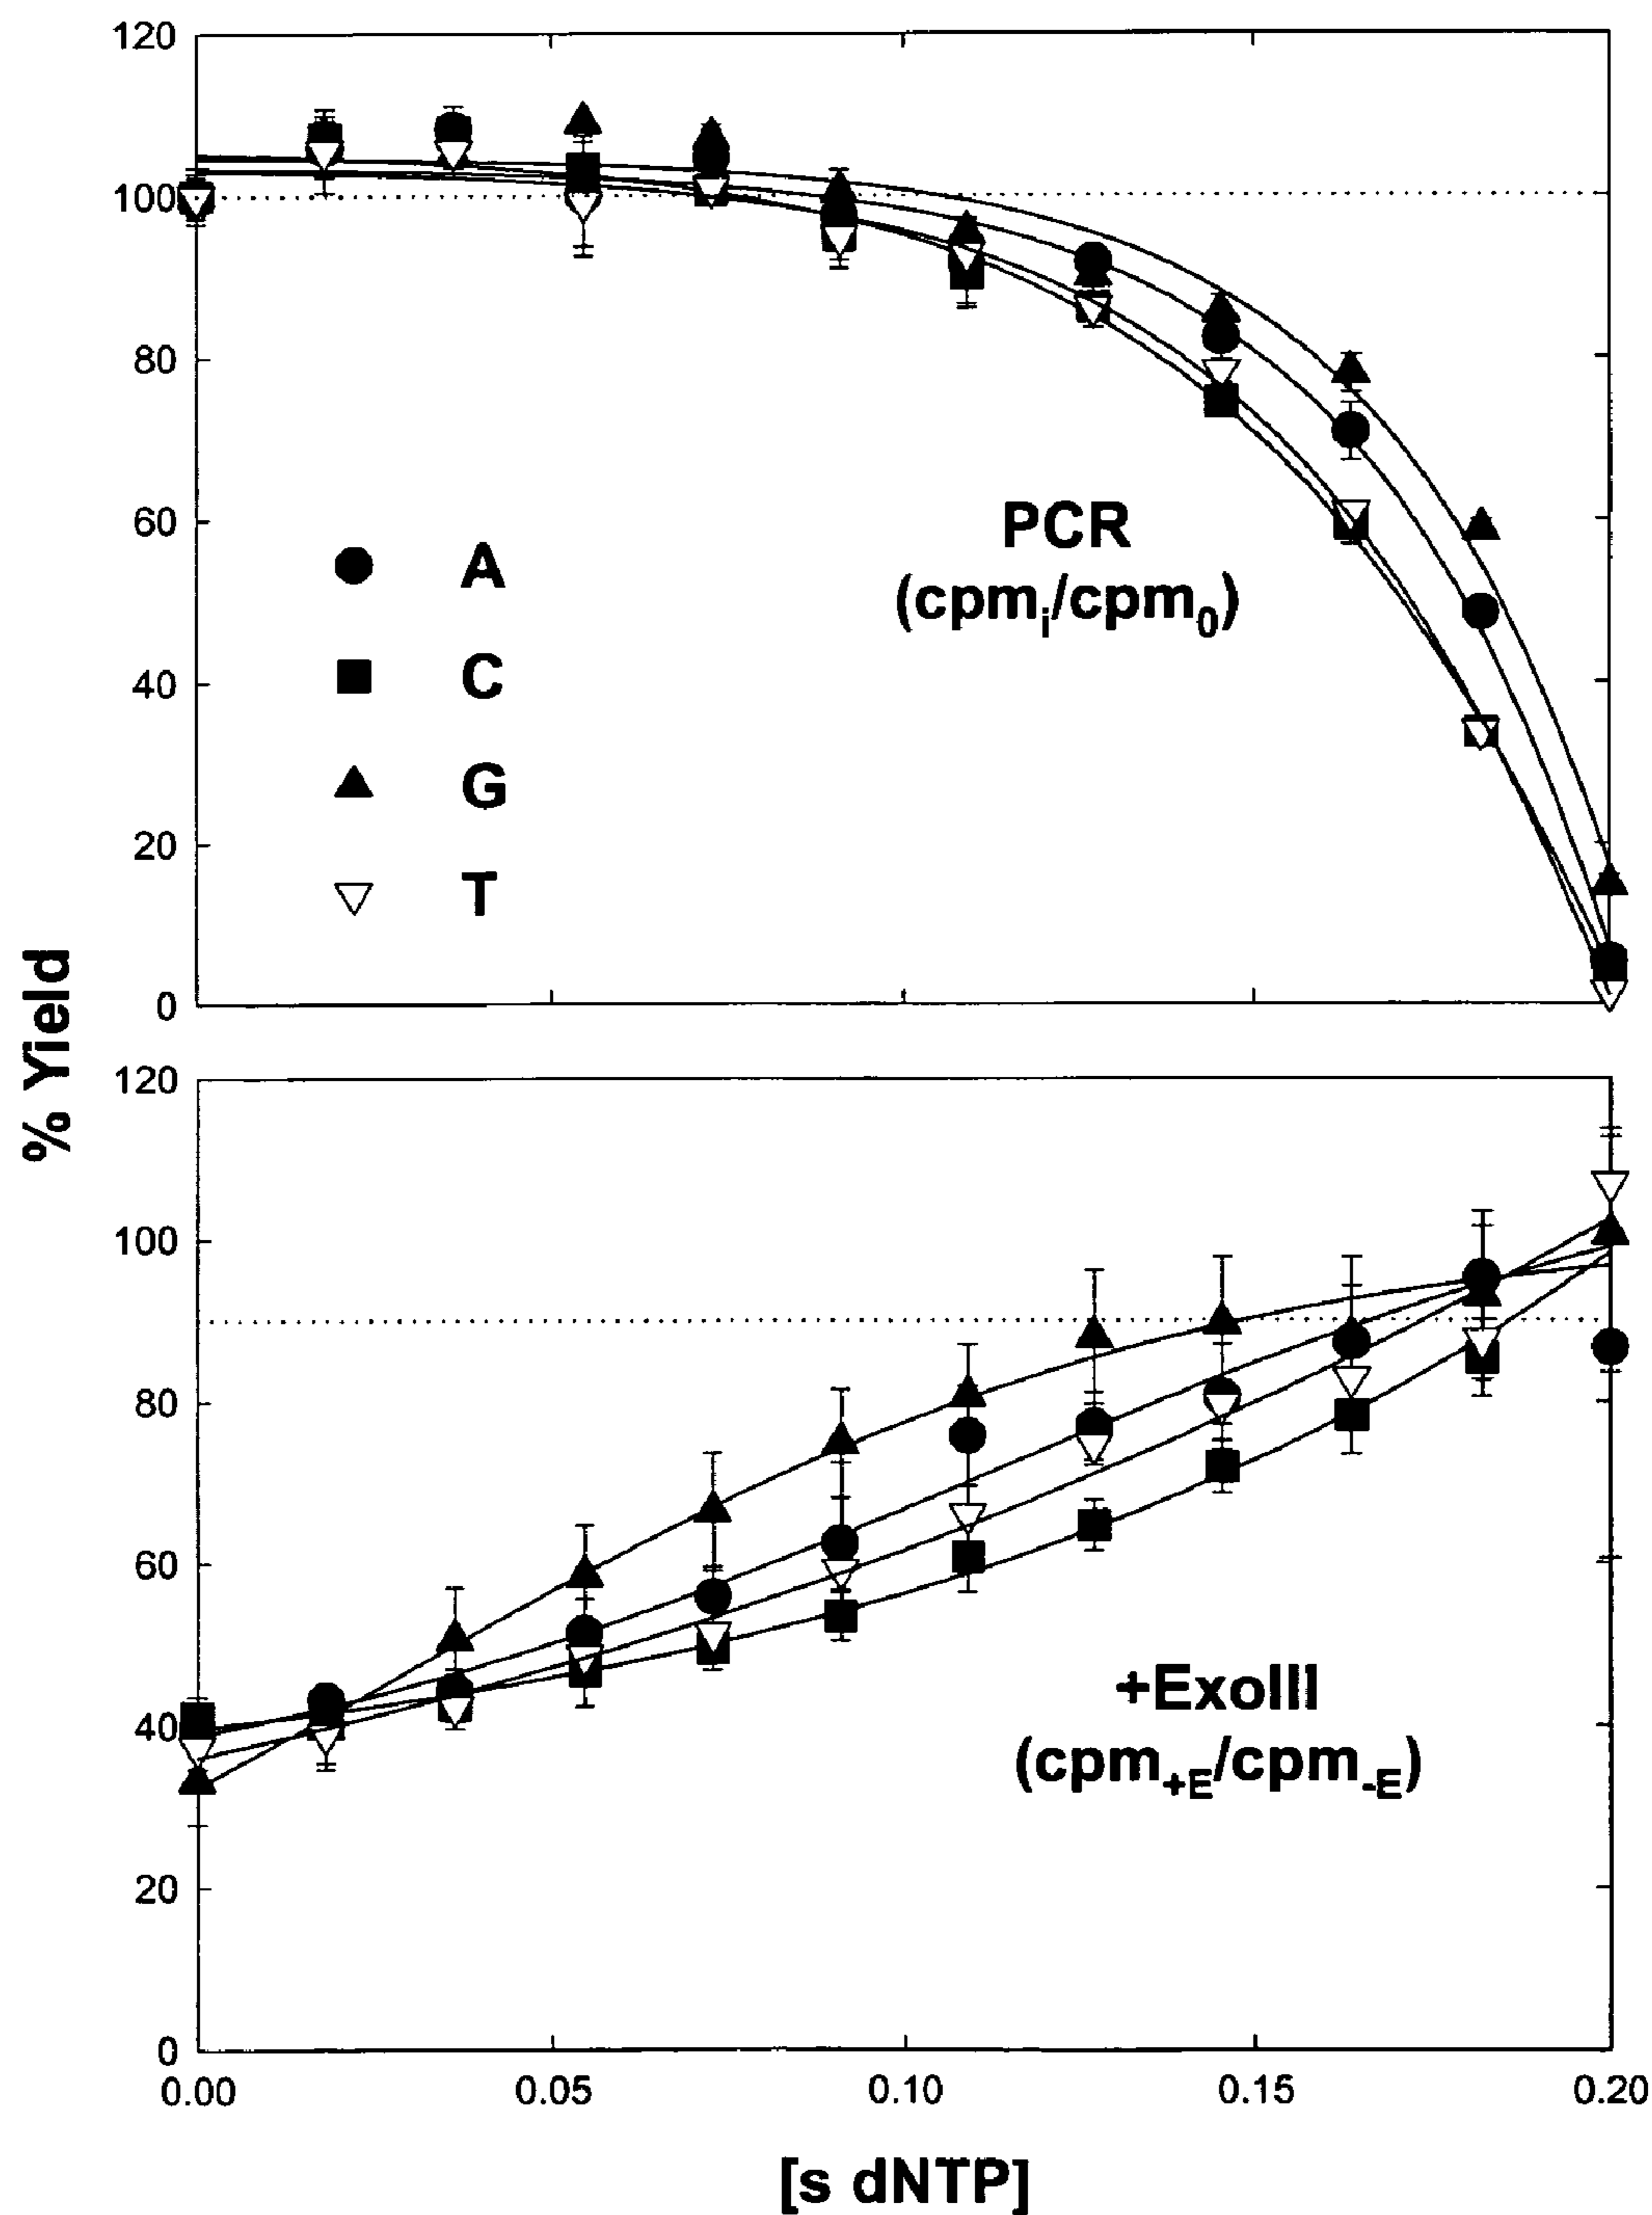 120
100
80
60
40
20
0
A
C
G
T
PCR
(cpmi/cpm0)
% Yield
120
100
80
60
40
20
0
+ExoIII
(cpm+E/cpm-E)
0.00 0.05 0.10 0.15 0.20
[s dNTP]